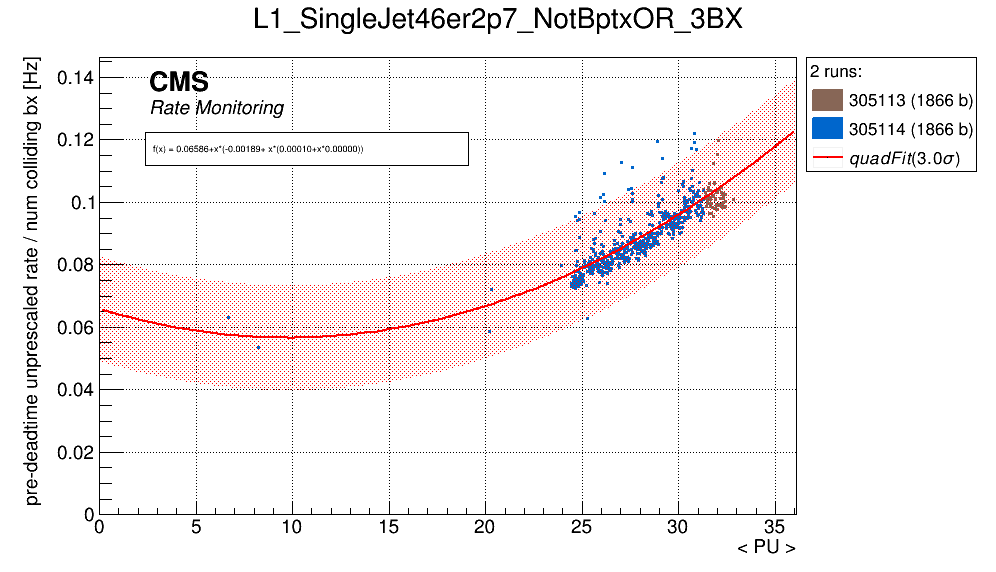 L1_SingleJet46er2p7_NotBptxOR_3BX
pre-deadtime unprescaled rate / num colliding bx [Hz]
CMS
Rate Monitoring
f(x) = 0.06586+x*(-0.00189+ x*(0.00010+x*0.00000))
2 runs:
305113 (1866 b)
305114 (1866 b)
quadFit(3.0σ)
0.14
0.12
0.1
0.08
0.06
0.04
0.02
0
0 5 10 15 20 25 30 35
< PU >